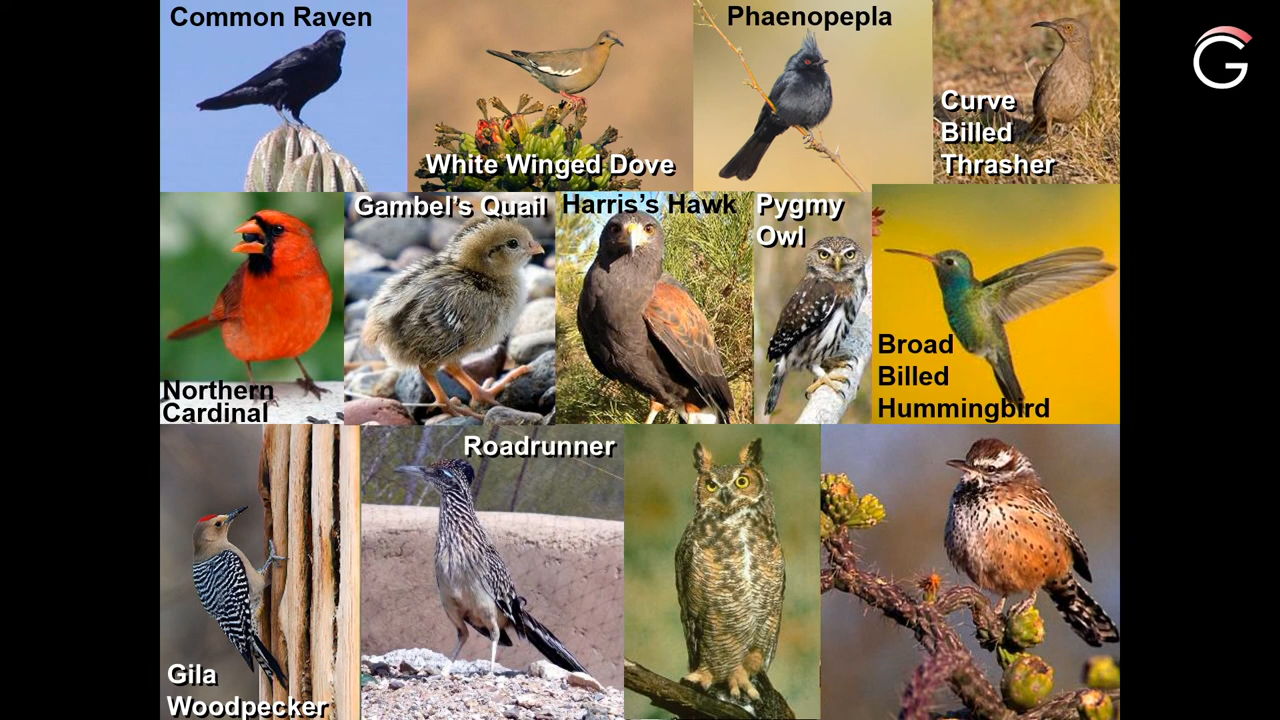 Common Raven
White Winged Dove
Phaenopepla
Curve
Billed
Thrasher
Northern
Cardinal
Gambel's Quail
Harris's Hawk
Pygmy
Owl
Broad
Billed
Hummingbird
Gila
Woodpecker
Roadrunner
G